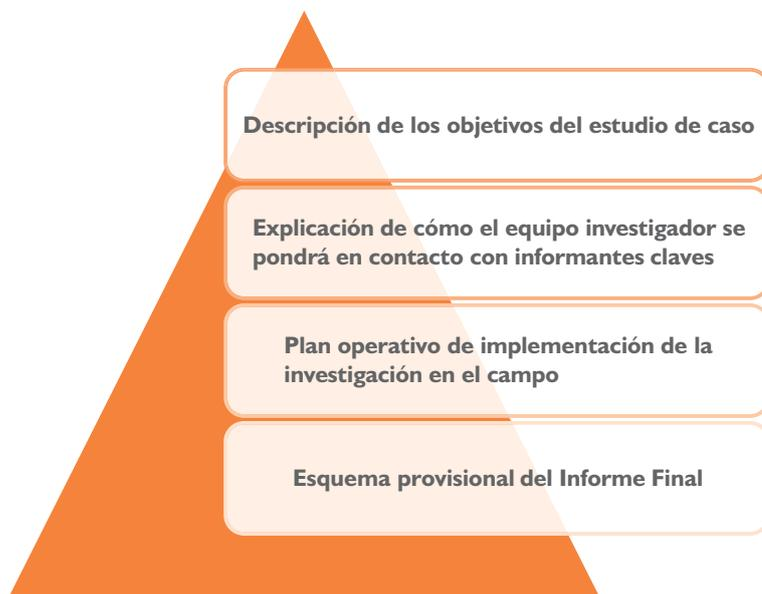 Descripción de los objetivos del estudio de caso
Explicación de cómo el equipo investigador se
pondrá en contacto con informantes claves
Plan operativo de implementación de la
investigación en el campo
Esquema provisional del Informe Final